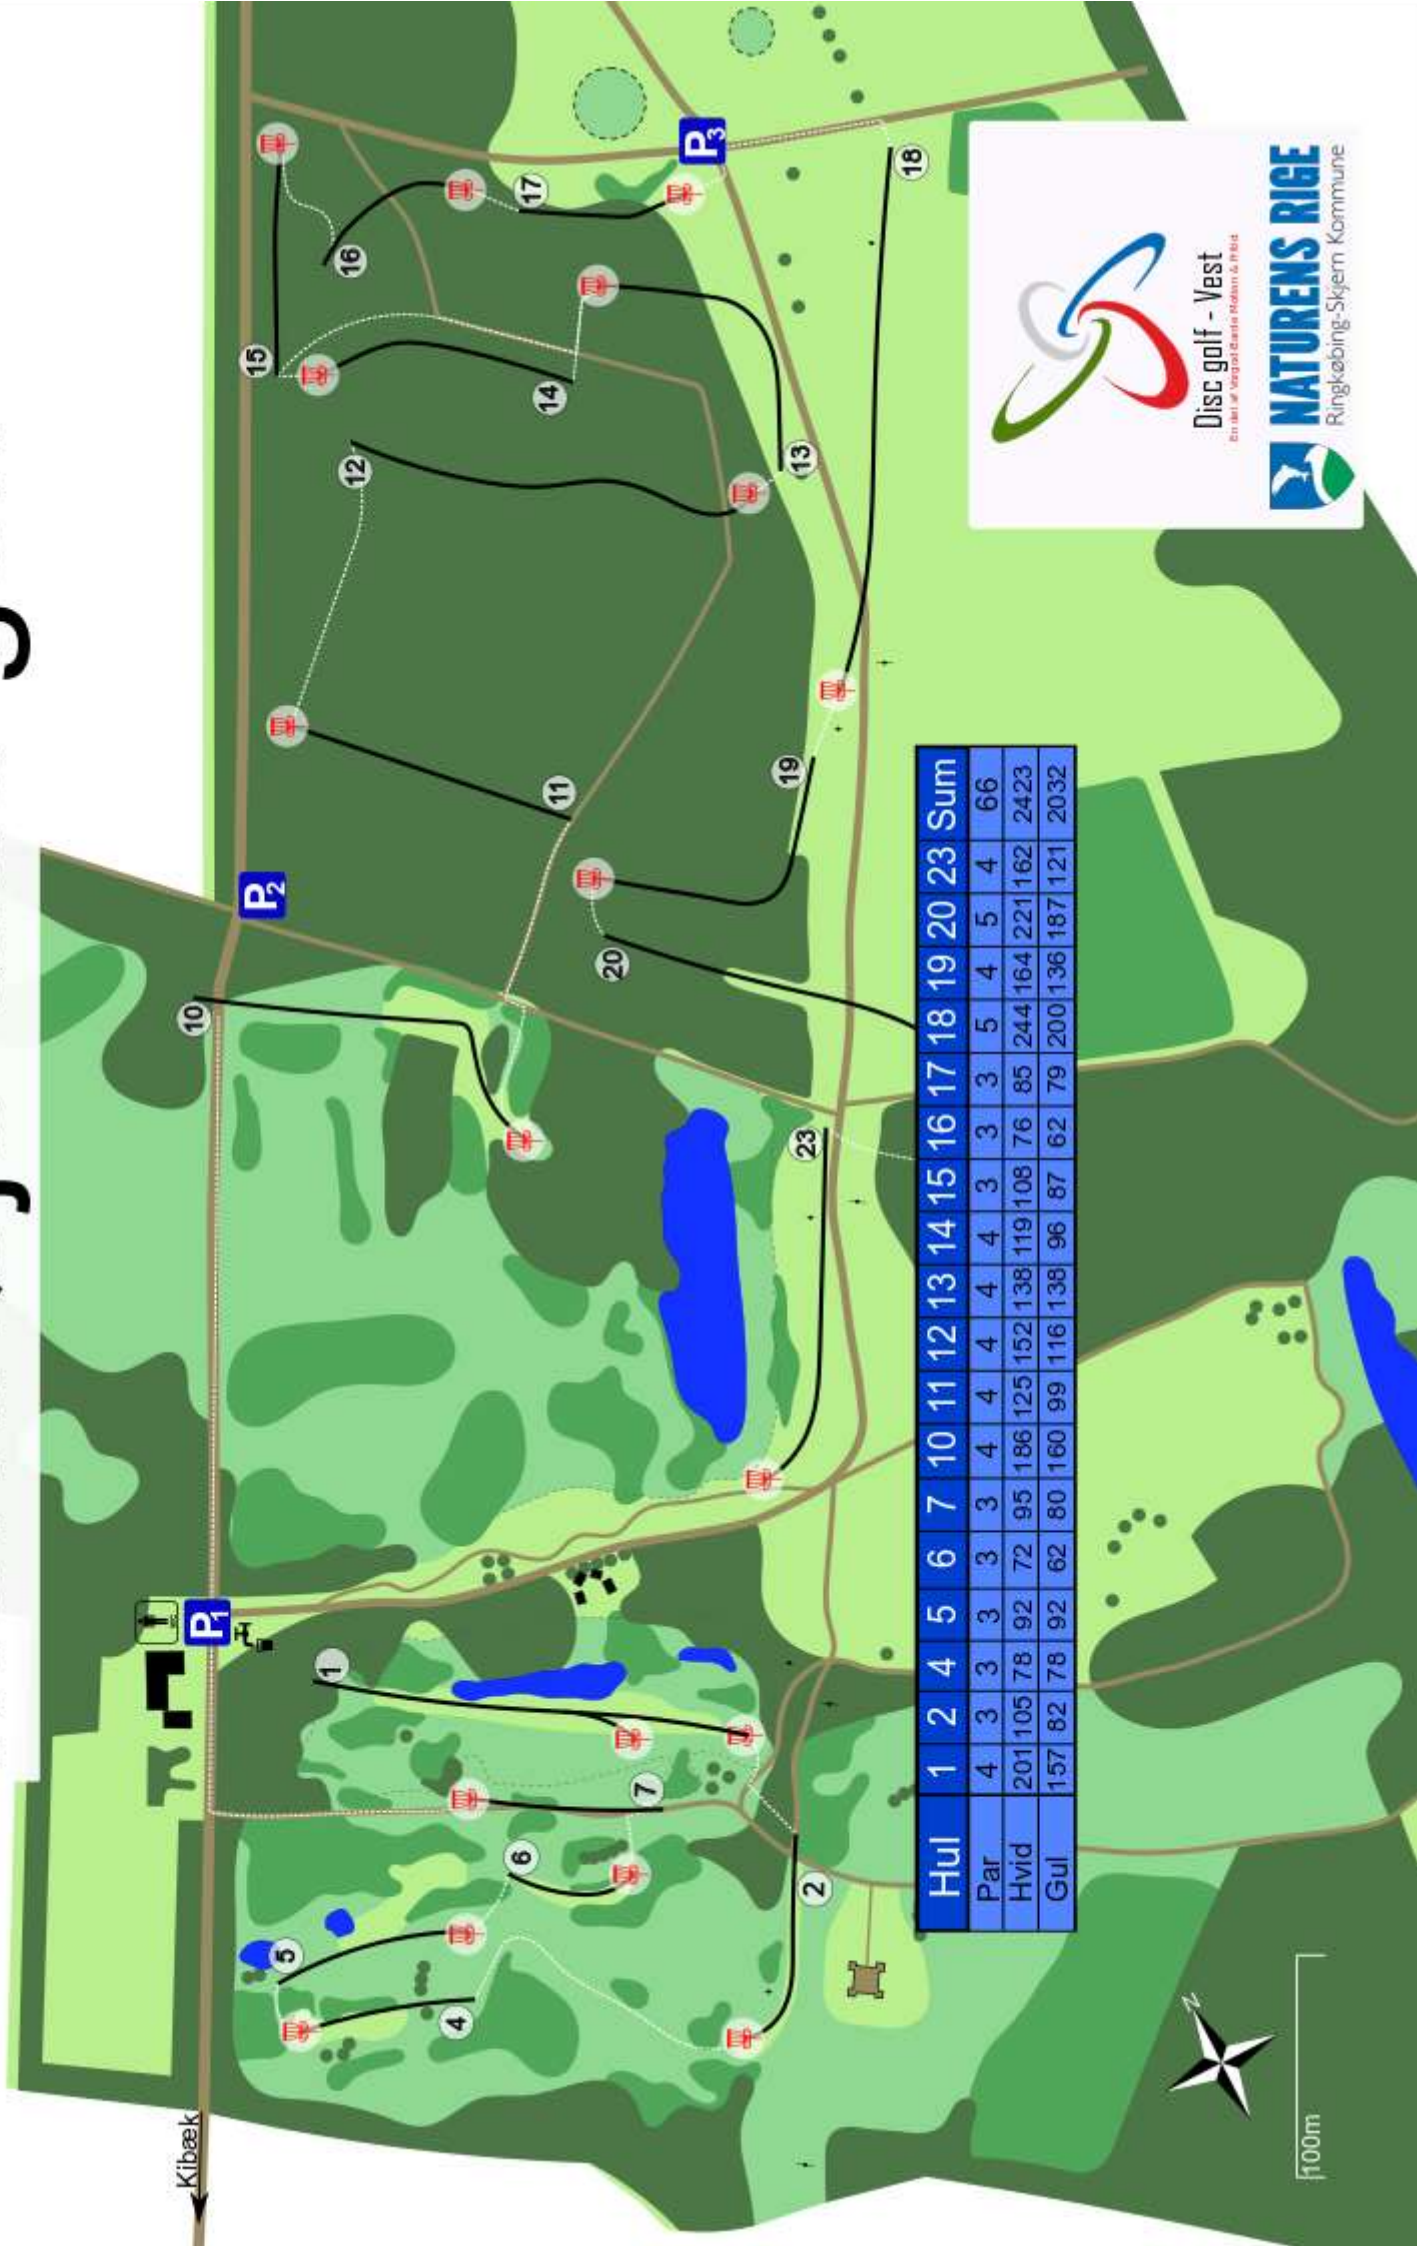 Kibæk
P1
WC
P2
P3
1
2
4
5
6
7
10
11
12
13
14
15
16
17
18
19
20
23
Hul 1 2 4 5 6 7 10 11 12 13 14 15 16 17 18 19 20 23 Sum
Par 4 3 3 3 3 3 4 4 4 4 4 3 3 3 5 4 5 4 66
Hvid 201 105 78 92 72 95 186 125 152 138 119 108 76 85 244 164 221 162 2423
Gul 157 82 78 92 62 80 160 99 116 138 96 87 62 79 200 136 187 121 2032
Disc golf - Vest
NATURENS RIGE
Ringkøbing-Skjern Kommune
N
100m